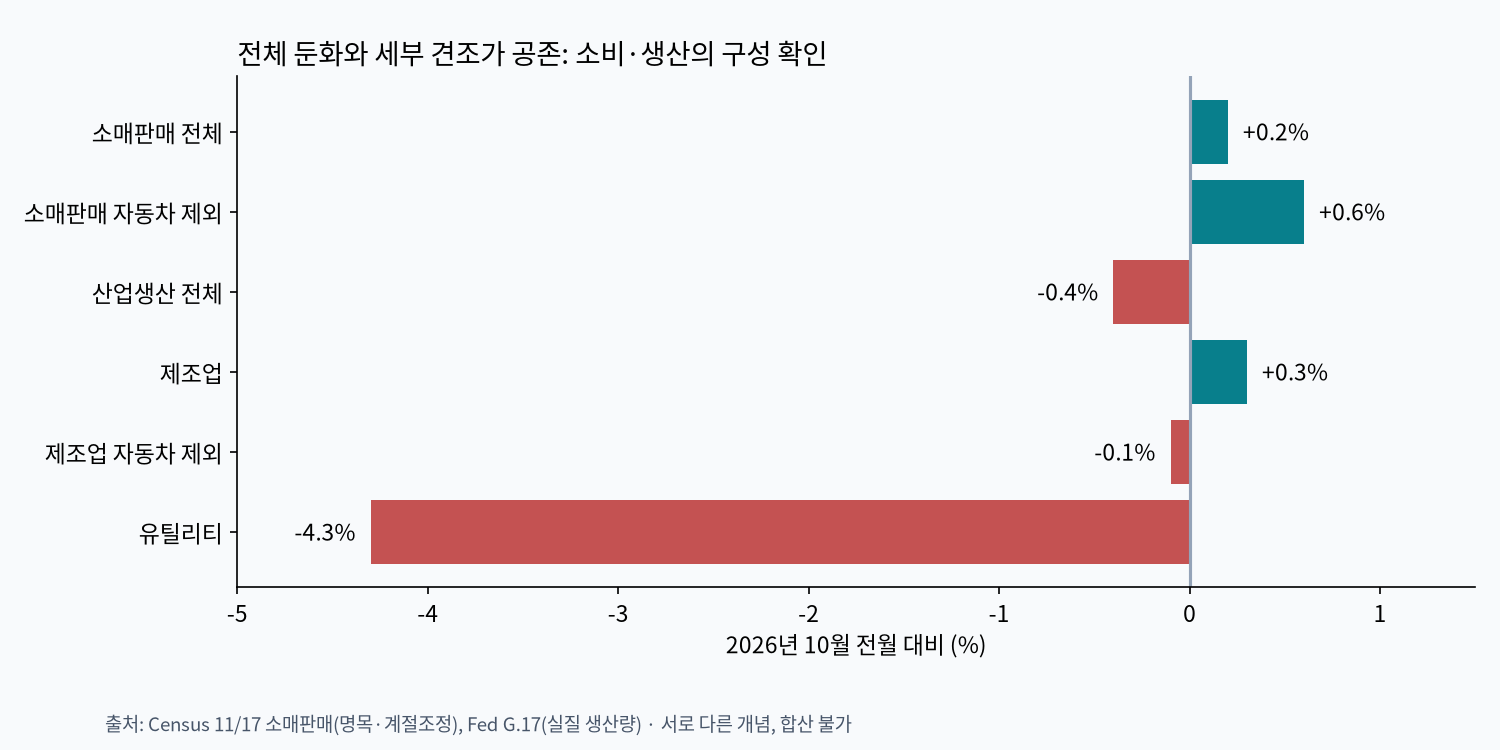 전체 둔화와 세부 견조가 공존: 소비·생산의 구성 확인
소매판매 전체
+0.2%
소매판매 자동차 제외
+0.6%
산업생산 전체
-0.4%
제조업
+0.3%
제조업 자동차 제외
-0.1%
유틸리티
-4.3%
-5 -4 -3 -2 -1 0 1
2026년 10월 전월 대비 (%)
출처: Census 11/17 소매판매(명목·계절조정), Fed G.17(실질 생산량) · 서로 다른 개념, 합산 불가